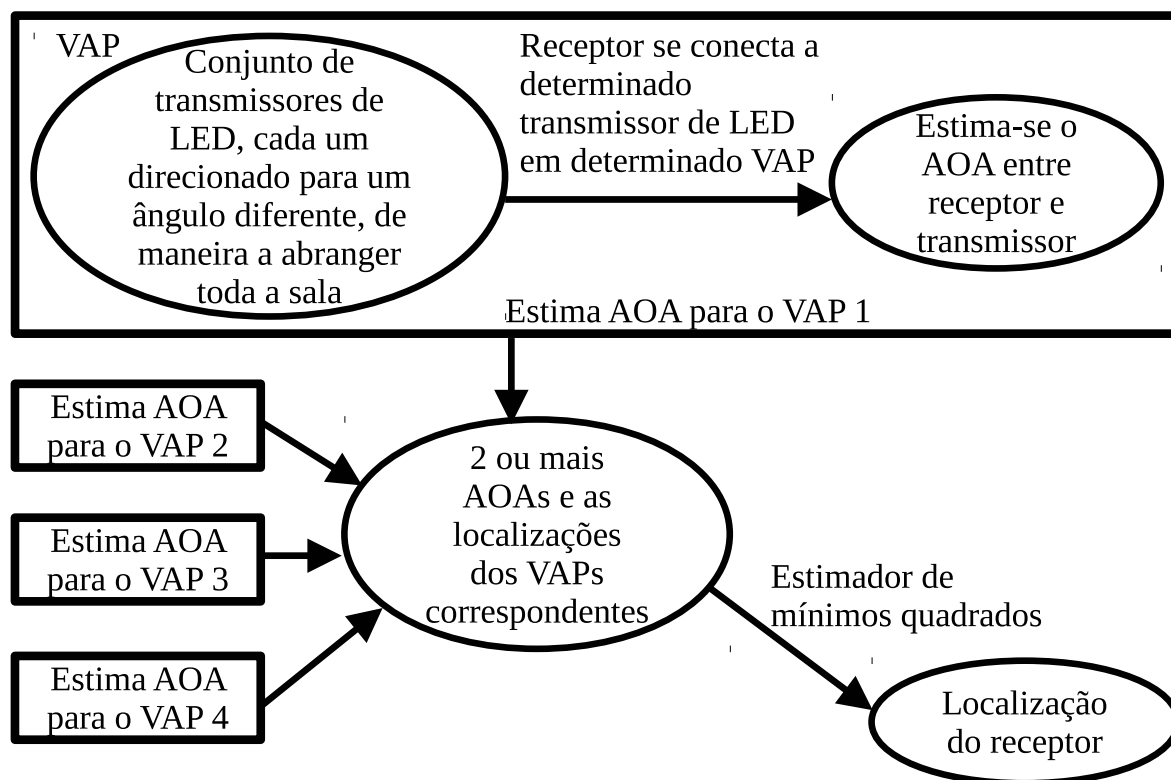 VAP
Conjunto de
transmissores de
LED, cada um
direcionado para um
ângulo diferente, de
maneira a abranger
toda a sala
Receptor se conecta a
determinado
transmissor de LED
em determinado VAP
Estima-se o
AOA entre
receptor e
transmissor
Estima AOA para o VAP 1
Estima AOA
para o VAP 2
Estima AOA
para o VAP 3
Estima AOA
para o VAP 4
2 ou mais
AOAs e as
localizações
dos VAPs
correspondentes
Estimador de
mínimos quadrados
Localização
do receptor